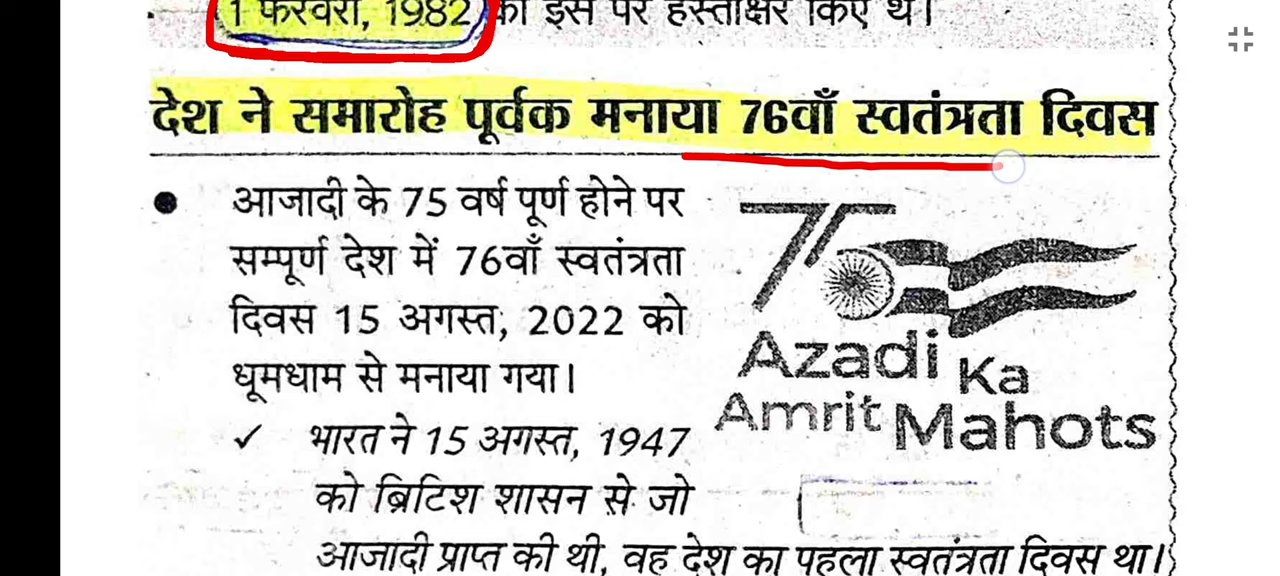 1 फरवरी, 1982 को इस पर हस्ताक्षर किए थे।
देश ने समारोह पूर्वक मनाया 76वाँ स्वतंत्रता दिवस
● आजादी के 75 वर्ष पूर्ण होने पर
सम्पूर्ण देश में 76वाँ स्वतंत्रता
दिवस 15 अगस्त, 2022 को
धूमधाम से मनाया गया।
✓ भारत ने 15 अगस्त, 1947
को ब्रिटिश शासन से जो
आजादी प्राप्त की थी, वह देश का पहला स्वतंत्रता दिवस था।
75
Azadi Ka
Amrit Mahots